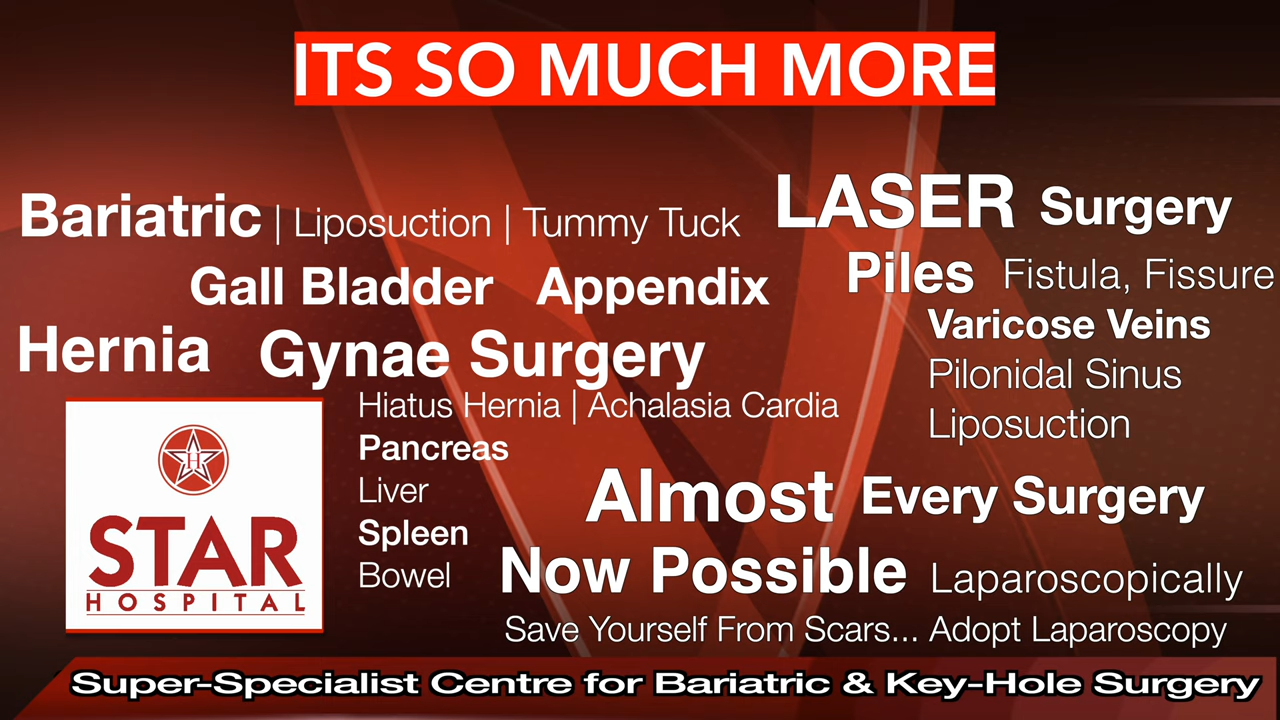 ITS SO MUCH MORE
Bariatric | Liposuction | Tummy Tuck
Gall Bladder Appendix
Hernia Gynae Surgery
Hiatus Hernia | Achalasia Cardia
Pancreas
Liver
Spleen
Bowel
LASER Surgery
Piles Fistula, Fissure
Varicose Veins
Pilonidal Sinus
Liposuction
Almost Every Surgery
Now Possible Laparoscopically
Save Yourself From Scars... Adopt Laparoscopy
H
STAR
HOSPITAL
Super-Specialist Centre for Bariatric & Key-Hole Surgery